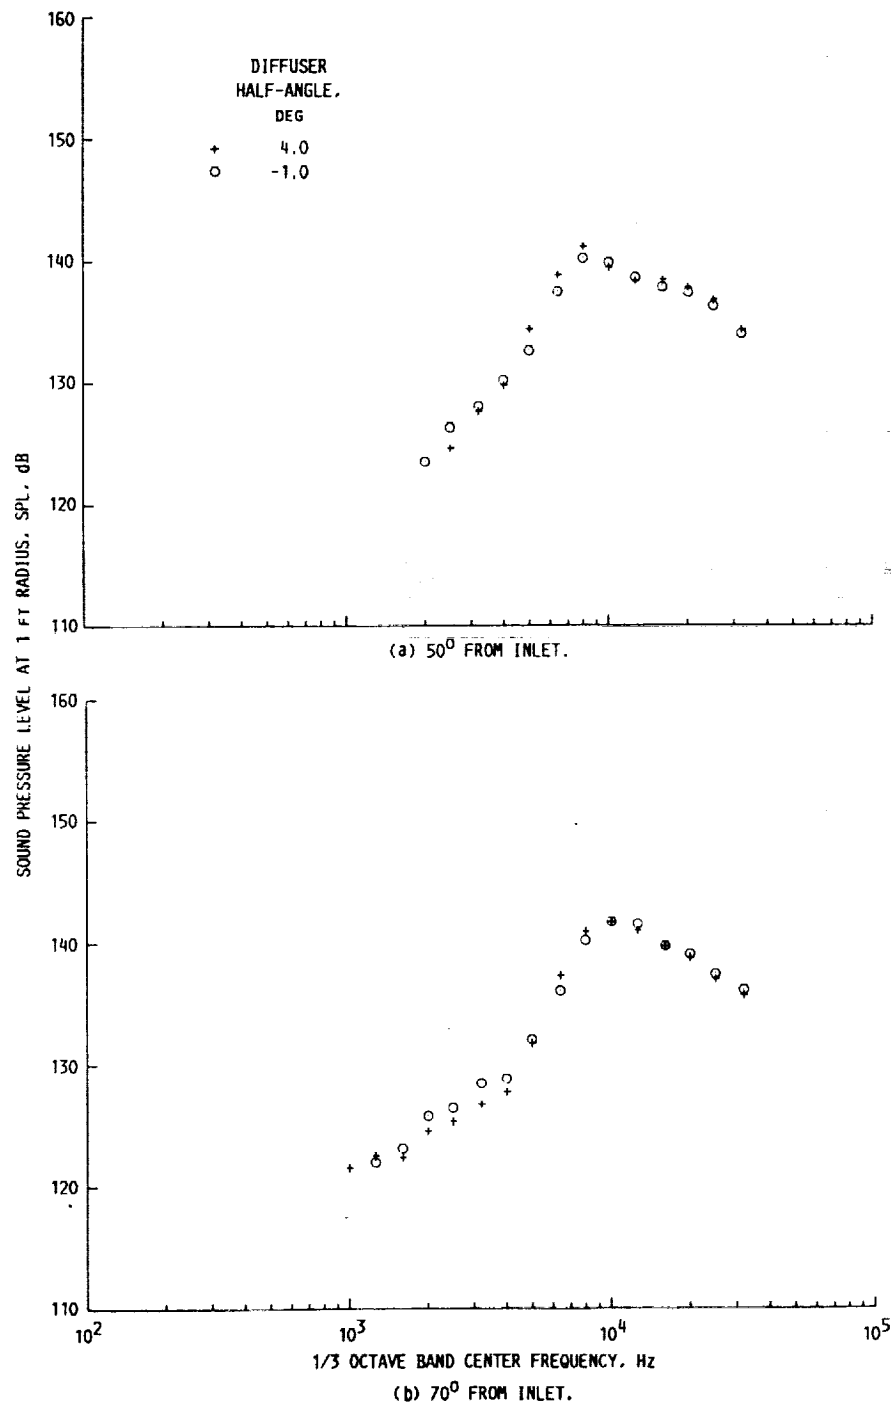 160
DIFFUSER
HALF-ANGLE,
DEG
+ 4.0
O -1.0
150
140
130
120
110
(a) 50⁰ FROM INLET.
SOUND PRESSURE LEVEL AT 1 FT RADIUS, SPL, dB
160
150
140
130
120
110
10² 10³ 10⁴ 10⁵
1/3 OCTAVE BAND CENTER FREQUENCY, Hz
(b) 70⁰ FROM INLET.